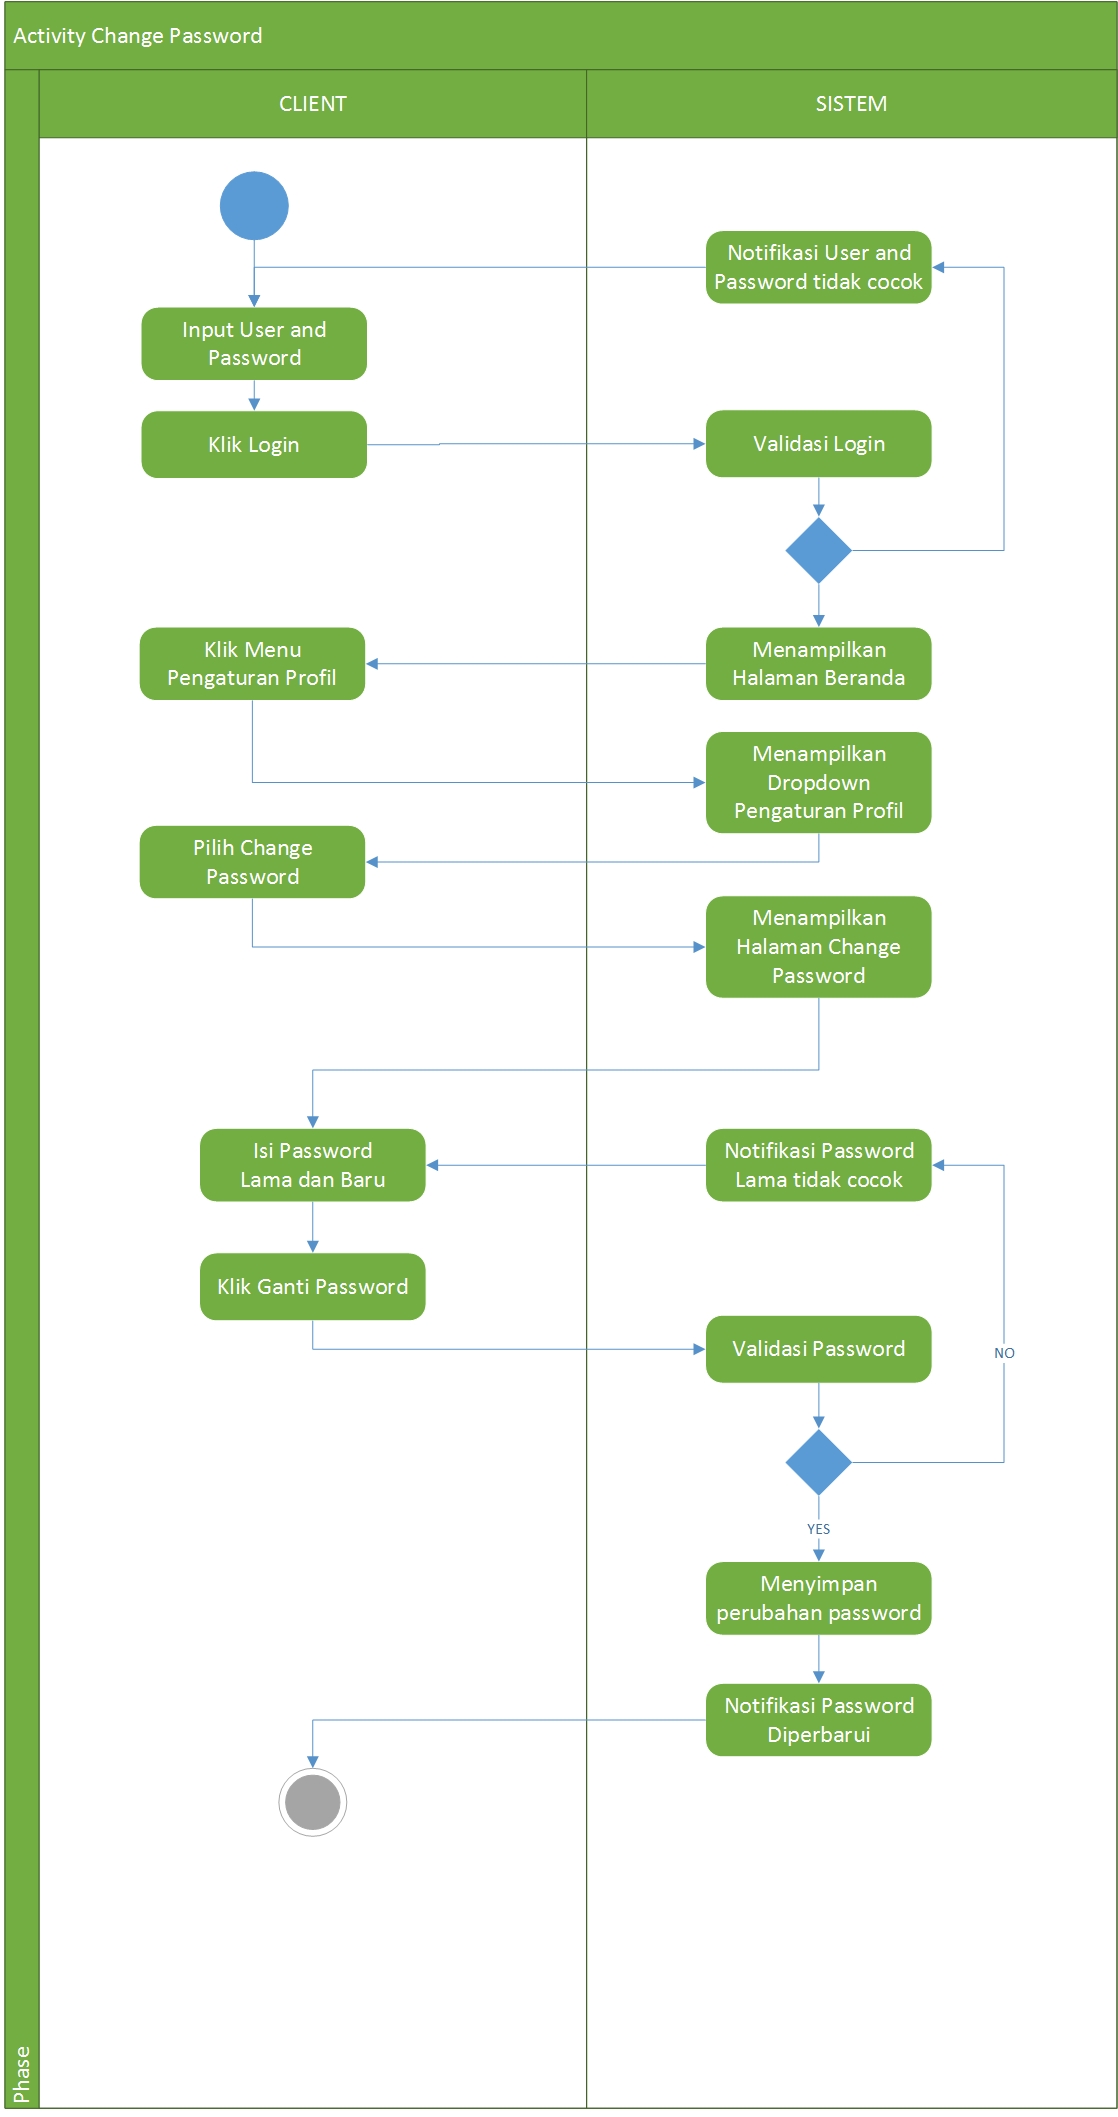 Activity Change Password
CLIENT
SISTEM
Notifikasi User and
Password tidak cocok
Input User and
Password
Klik Login
Validasi Login
Klik Menu
Pengaturan Profil
Menampilkan
Halaman Beranda
Menampilkan
Dropdown
Pengaturan Profil
Pilih Change
Password
Menampilkan
Halaman Change
Password
Isi Password
Lama dan Baru
Notifikasi Password
Lama tidak cocok
Klik Ganti Password
Validasi Password
NO
YES
Menyimpan
perubahan password
Notifikasi Password
Diperbarui
Phase